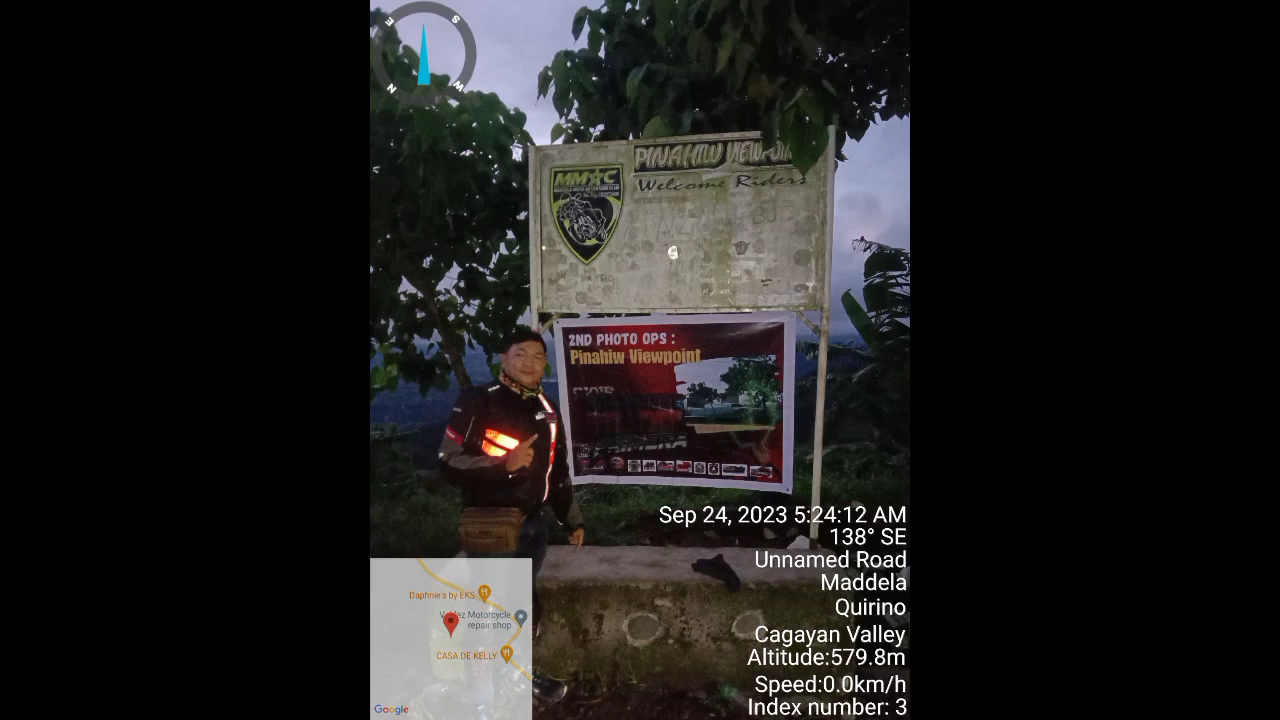 E
S
N
W
PINAHIW VIEWPOINT
MMAC
Welcome Riders
2ND PHOTO OPS :
Pinahiw Viewpoint
Sep 24, 2023 5:24:12 AM
138° SE
Unnamed Road
Maddela
Quirino
Cagayan Valley
Altitude:579.8m
Speed:0.0km/h
Index number: 3
Daphnie's by EKS
Valdez Motorcycle
repair shop
CASA DE KELLY
Google